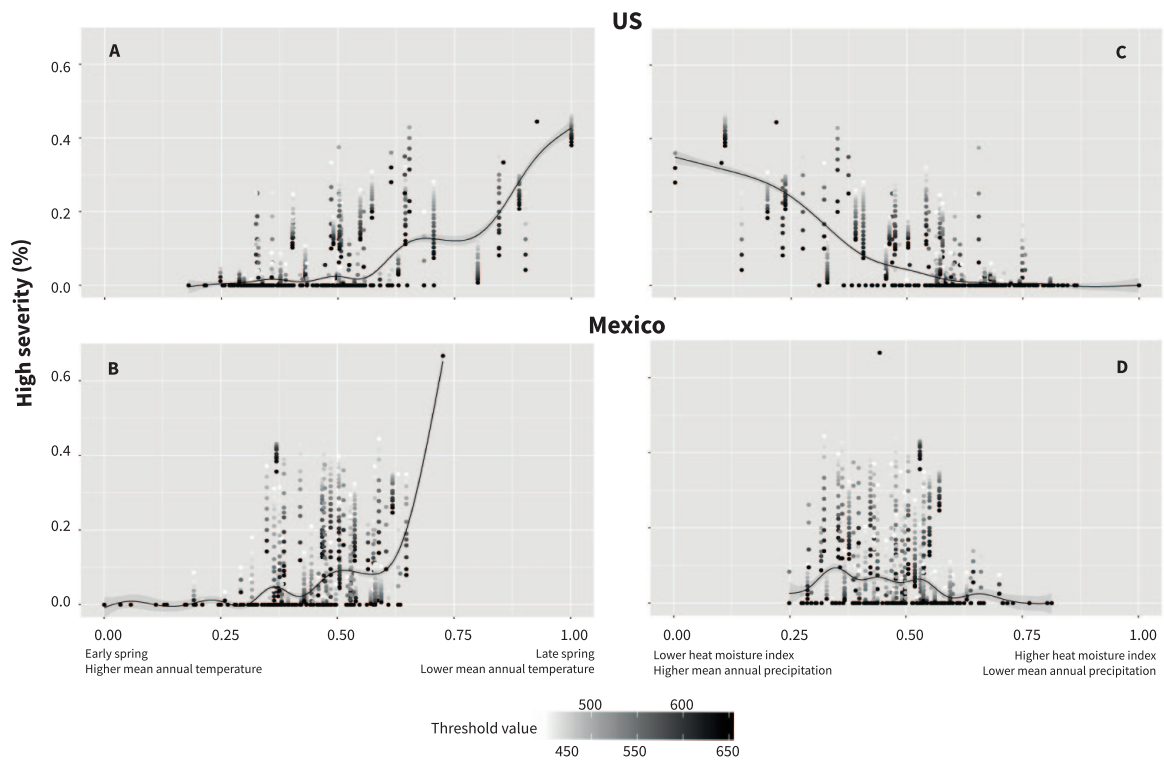 US
A
C
0.6
0.4
0.2
0.0
Mexico
B
D
0.6
0.4
0.2
0.0
High severity (%)
0.00 0.25 0.50 0.75 1.00
0.00 0.25 0.50 0.75 1.00
Early spring
Higher mean annual temperature
Late spring
Lower mean annual temperature
Lower heat moisture index
Higher mean annual precipitation
Higher heat moisture index
Lower mean annual precipitation
500 600
Threshold value
450 550 650